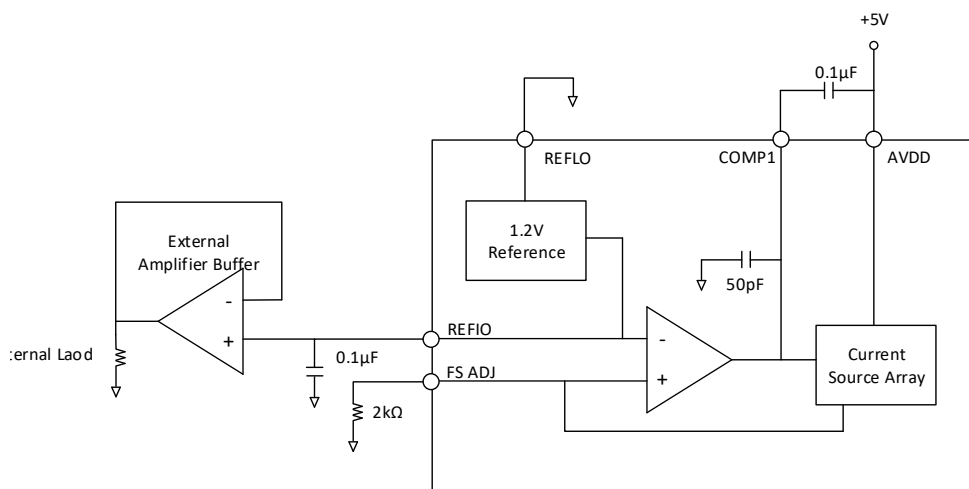 +5V
0.1µF
REFLO
COMP1
AVDD
1.2V
Reference
External
Amplifier Buffer
50pF
-
+
REFIO
ternal Laod
0.1µF
FS ADJ
2kΩ
-
+
Current
Source Array